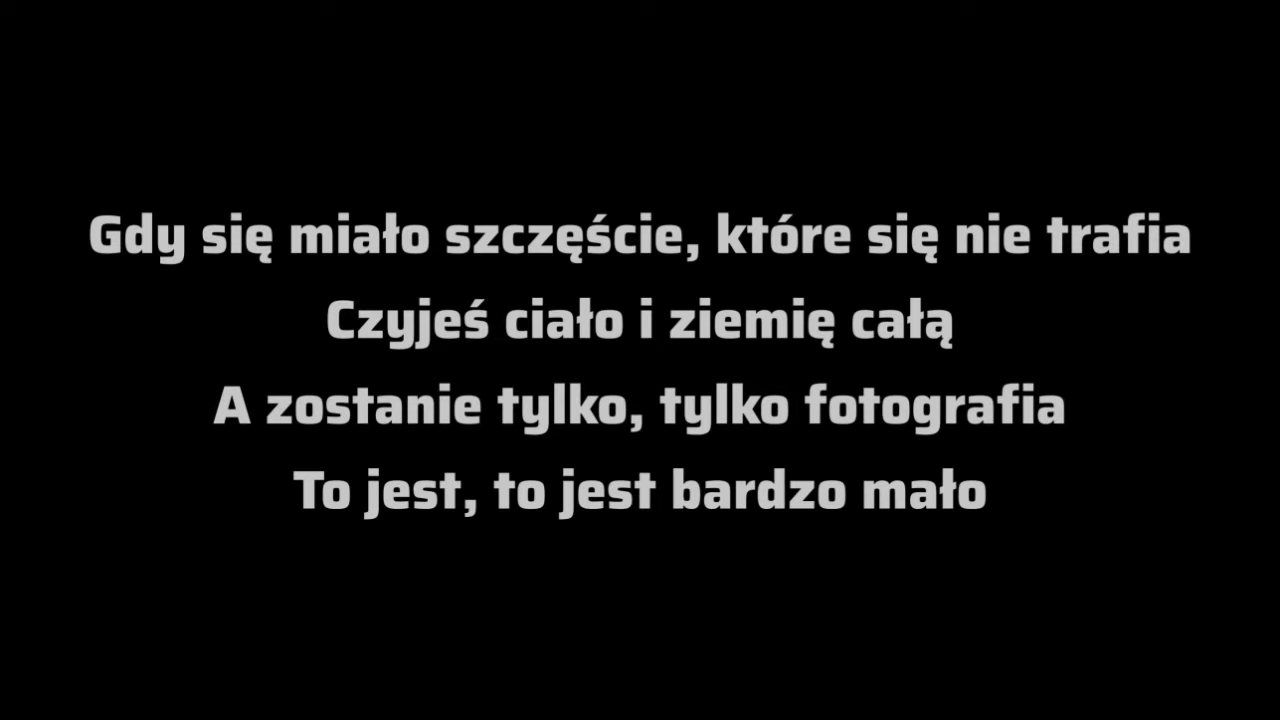 Gdy się miało szczęście, które się nie trafia
Czyjeś ciało i ziemię całą
A zostanie tylko, tylko fotografia
To jest, to jest bardzo mało